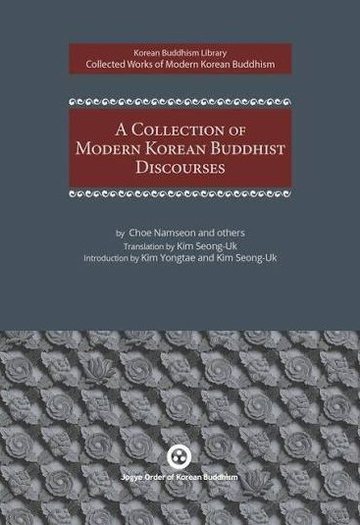 Korean Buddhism Library
Collected Works of Modern Korean Buddhism
A Collection of
Modern Korean Buddhist
Discourses
by Choe Namseon and others
Translation by Kim Seong-Uk
Introduction by Kim Yongtae and Kim Seong-Uk
Jogye Order of Korean Buddhism